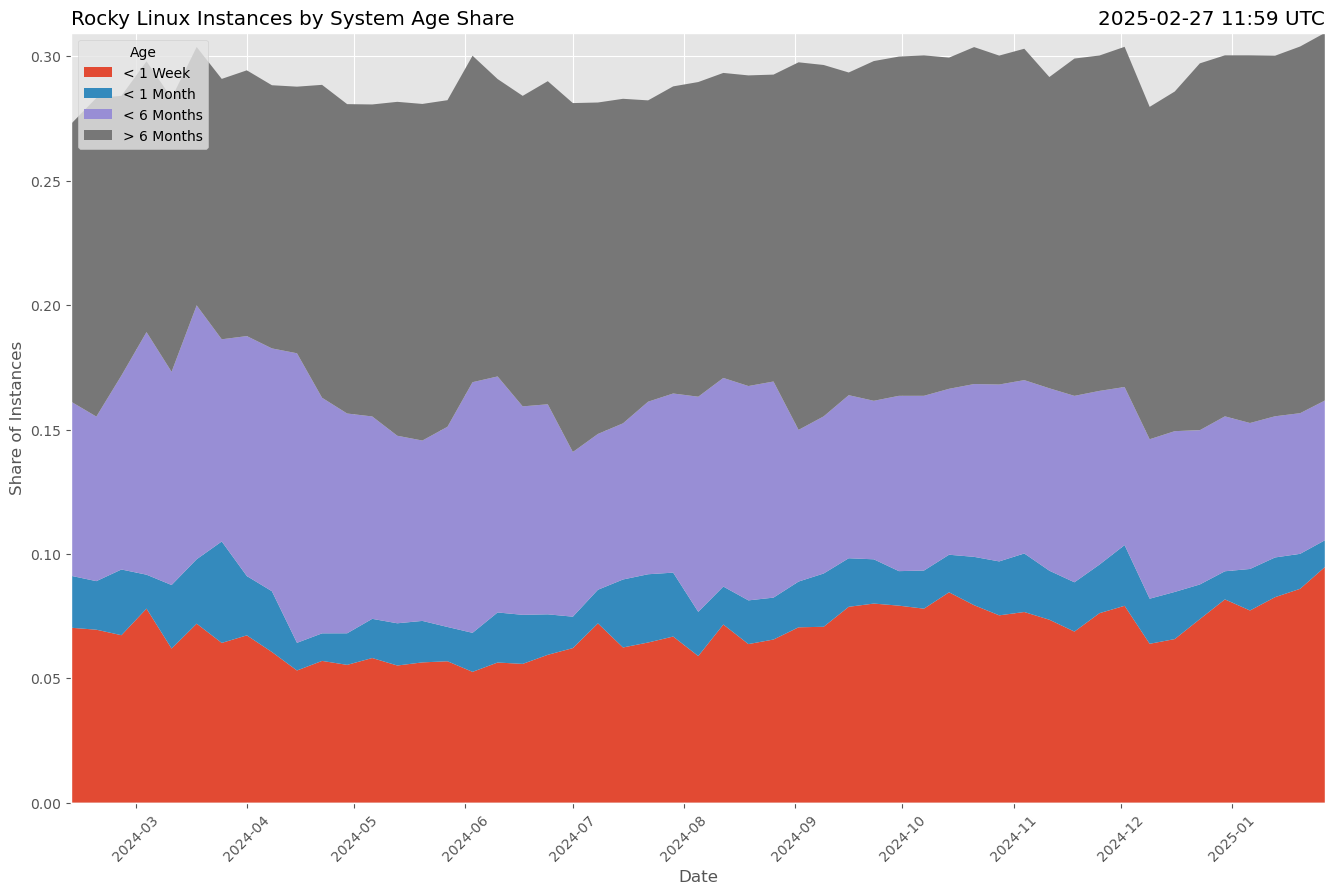 Rocky Linux Instances by System Age Share
2025-02-27 11:59 UTC
Age
< 1 Week
< 1 Month
< 6 Months
> 6 Months
0.30
0.25
0.20
0.15
0.10
0.05
0.00
Share of Instances
2024-03
2024-04
2024-05
2024-06
2024-07
2024-08
2024-09
2024-10
2024-11
2024-12
2025-01
Date